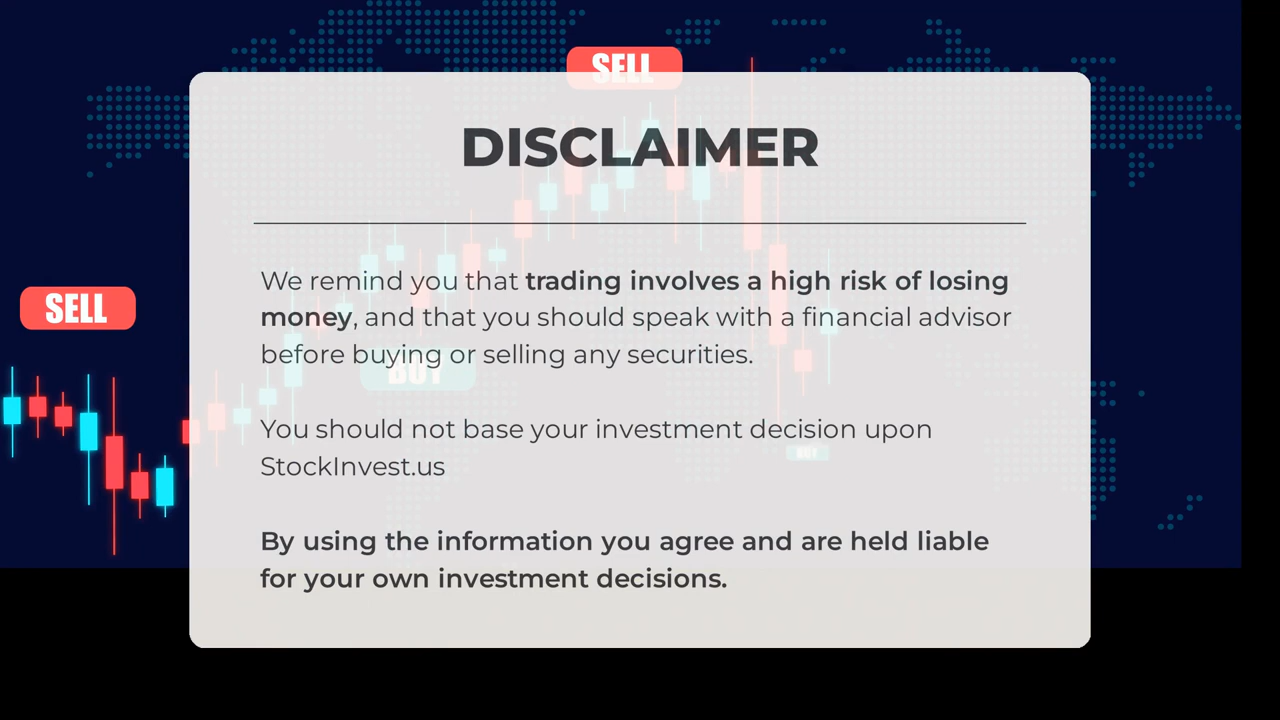 SELL
DISCLAIMER
We remind you that trading involves a high risk of losing
money, and that you should speak with a financial advisor
before buying or selling any securities.
You should not base your investment decision upon
StockInvest.us
By using the information you agree and are held liable
for your own investment decisions.
SELL
BUY
BUY